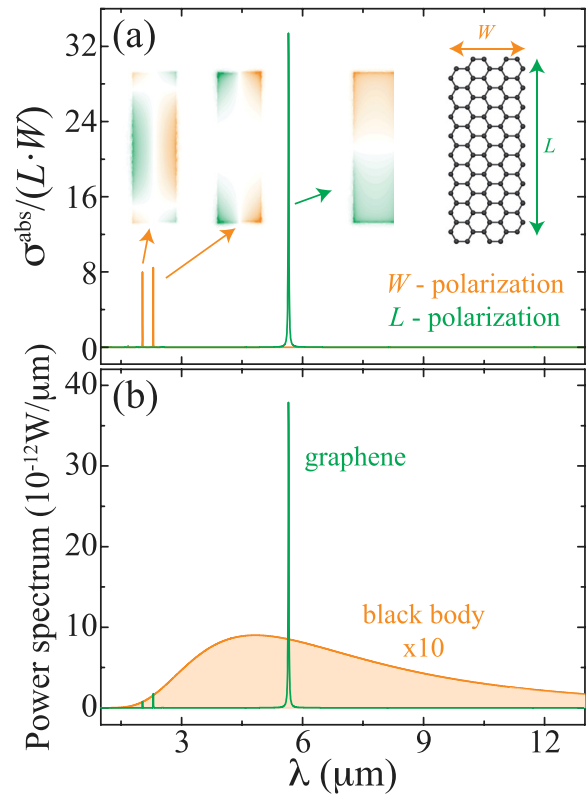 (a)
σabs/(L·W)
32
24
16
8
0
W
L
W - polarization
L - polarization
(b)
Power spectrum (10-12W/μm)
40
30
20
10
0
graphene
black body
x10
3 6 9 12
λ (μm)